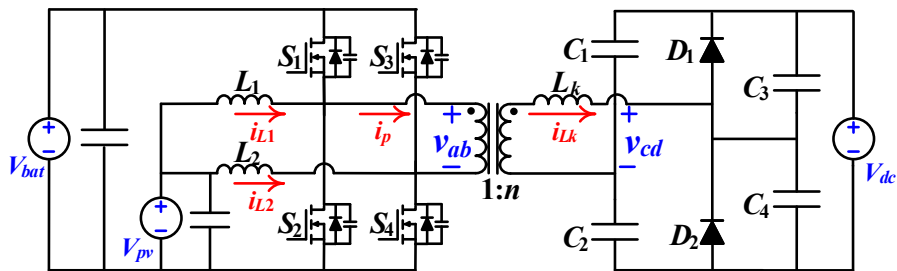 S1
S3
C1
D1
L1
Lk
C3
+
+
+
iL1
ip
iLk
+
−
vab
vcd
Vbat
L2
Vdc
−
−
−
+
1:n
iL2
C4
−
Vpv
S2
S4
C2
D2